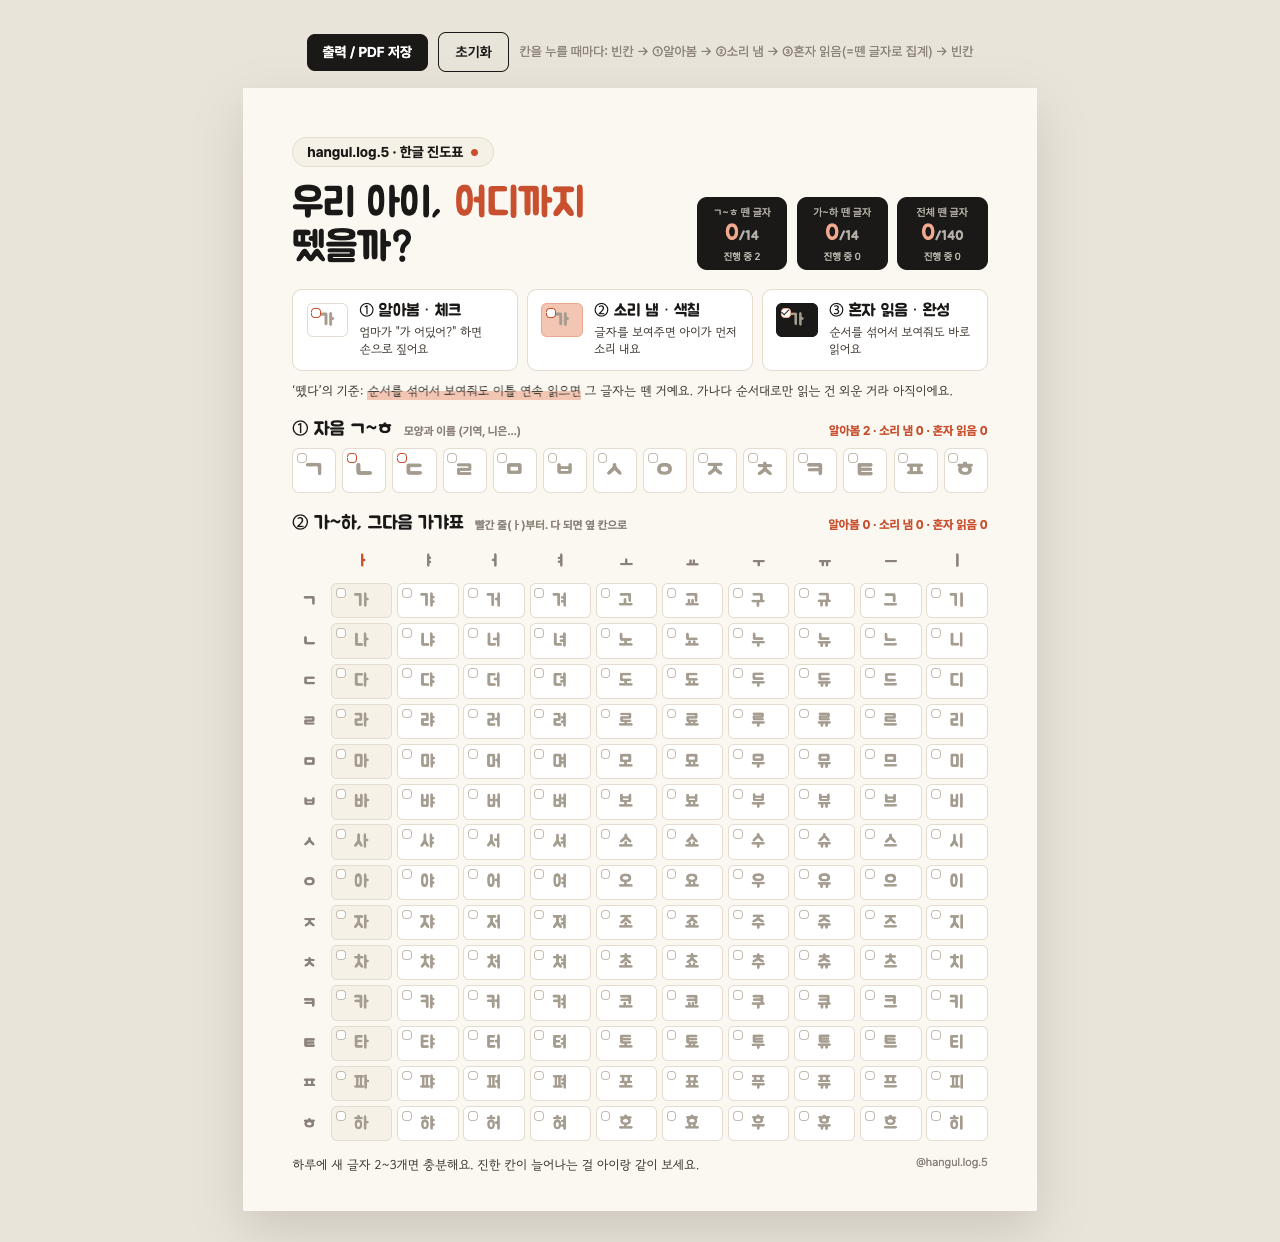 출력 / PDF 저장 초기화 칸을 누를 때마다: 빈칸 → ①알아봄 → ②소리 냄 → ③혼자 읽음(=뗀 글자로 집계) → 빈칸
hangul.log.5 · 한글 진도표
우리 아이, 어디까지
뗐을까?
ㄱ~ㅎ 뗀 글자
0/14
진행 중 2
가~하 뗀 글자
0/14
진행 중 0
전체 뗀 글자
0/140
진행 중 0
가
① 알아봄 · 체크
엄마가 "가 어딨어?" 하면
손으로 짚어요
가
② 소리 냄 · 색칠
글자를 보여주면 아이가 먼저
소리 내요
가
③ 혼자 읽음 · 완성
순서를 섞어서 보여줘도 바로
읽어요
‘뗐다’의 기준: 순서를 섞어서 보여줘도 이틀 연속 읽으면 그 글자는 뗀 거예요. 가나다 순서대로만 읽는 건 외운 거라 아직이에요.
① 자음 ㄱ~ㅎ 모양과 이름 (기역, 니은…) 알아봄 2 · 소리 냄 0 · 혼자 읽음 0
ㄱ ㄴ ㄷ ㄹ ㅁ ㅂ ㅅ ㅇ ㅈ ㅊ ㅋ ㅌ ㅍ ㅎ
② 가~하, 그다음 가갸표 빨간 줄(ㅏ)부터. 다 되면 옆 칸으로 알아봄 0 · 소리 냄 0 · 혼자 읽음 0
ㅏ ㅑ ㅓ ㅕ ㅗ ㅛ ㅜ ㅠ ㅡ ㅣ
ㄱ 가 갸 거 겨 고 교 구 규 그 기
ㄴ 나 냐 너 녀 노 뇨 누 뉴 느 니
ㄷ 다 댜 더 뎌 도 됴 두 듀 드 디
ㄹ 라 랴 러 려 로 료 루 류 르 리
ㅁ 마 먀 머 며 모 묘 무 뮤 므 미
ㅂ 바 뱌 버 벼 보 뵤 부 뷰 브 비
ㅅ 사 샤 서 셔 소 쇼 수 슈 스 시
ㅇ 아 야 어 여 오 요 우 유 으 이
ㅈ 자 쟈 저 져 조 죠 주 쥬 즈 지
ㅊ 차 챠 처 쳐 초 쵸 추 츄 츠 치
ㅋ 카 캬 커 켜 코 쿄 쿠 큐 크 키
ㅌ 타 탸 터 텨 토 툐 투 튜 트 티
ㅍ 파 퍄 퍼 펴 포 표 푸 퓨 프 피
ㅎ 하 햐 허 혀 호 효 후 휴 흐 히
하루에 새 글자 2~3개면 충분해요. 진한 칸이 늘어나는 걸 아이랑 같이 보세요. @hangul.log.5